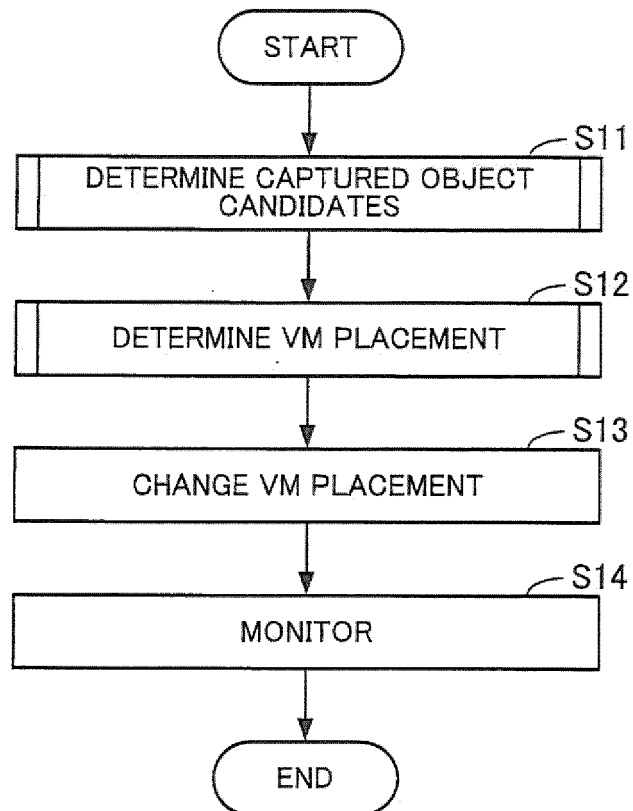 START
S11
DETERMINE CAPTURED OBJECT
CANDIDATES
S12
DETERMINE VM PLACEMENT
S13
CHANGE VM PLACEMENT
S14
MONITOR
END